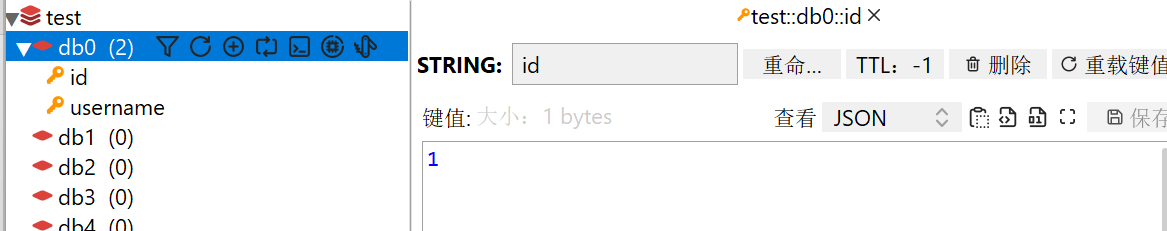 test
db0 (2)
id
username
db1 (0)
db2 (0)
db3 (0)
db4 (0)
test::db0::id
STRING: id 重命... TTL: -1 删除 重载键值
键值: 大小: 1 bytes 查看 JSON 保存
1